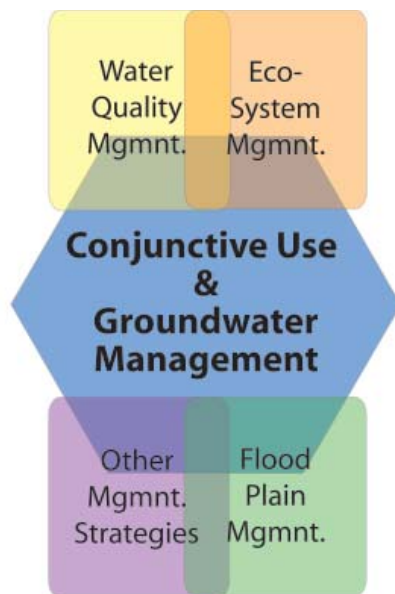 Water
Quality
Mgmnt.
Eco-
System
Mgmnt.
Conjunctive Use
&
Groundwater
Management
Other
Mgmnt.
Strategies
Flood
Plain
Mgmnt.